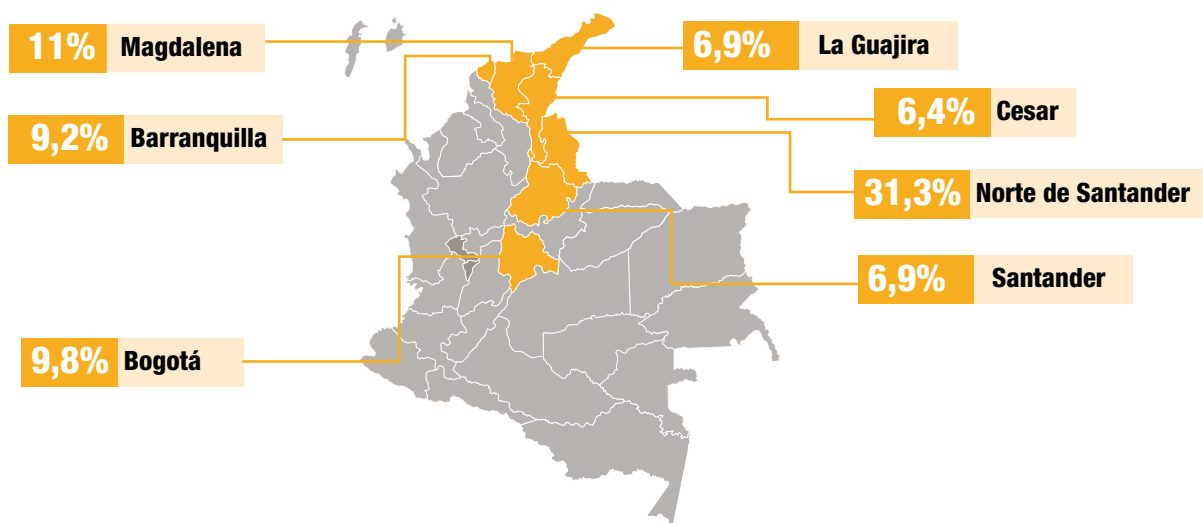 11% Magdalena
9,2% Barranquilla
9,8% Bogotá
6,9% La Guajira
6,4% Cesar
31,3% Norte de Santander
6,9% Santander